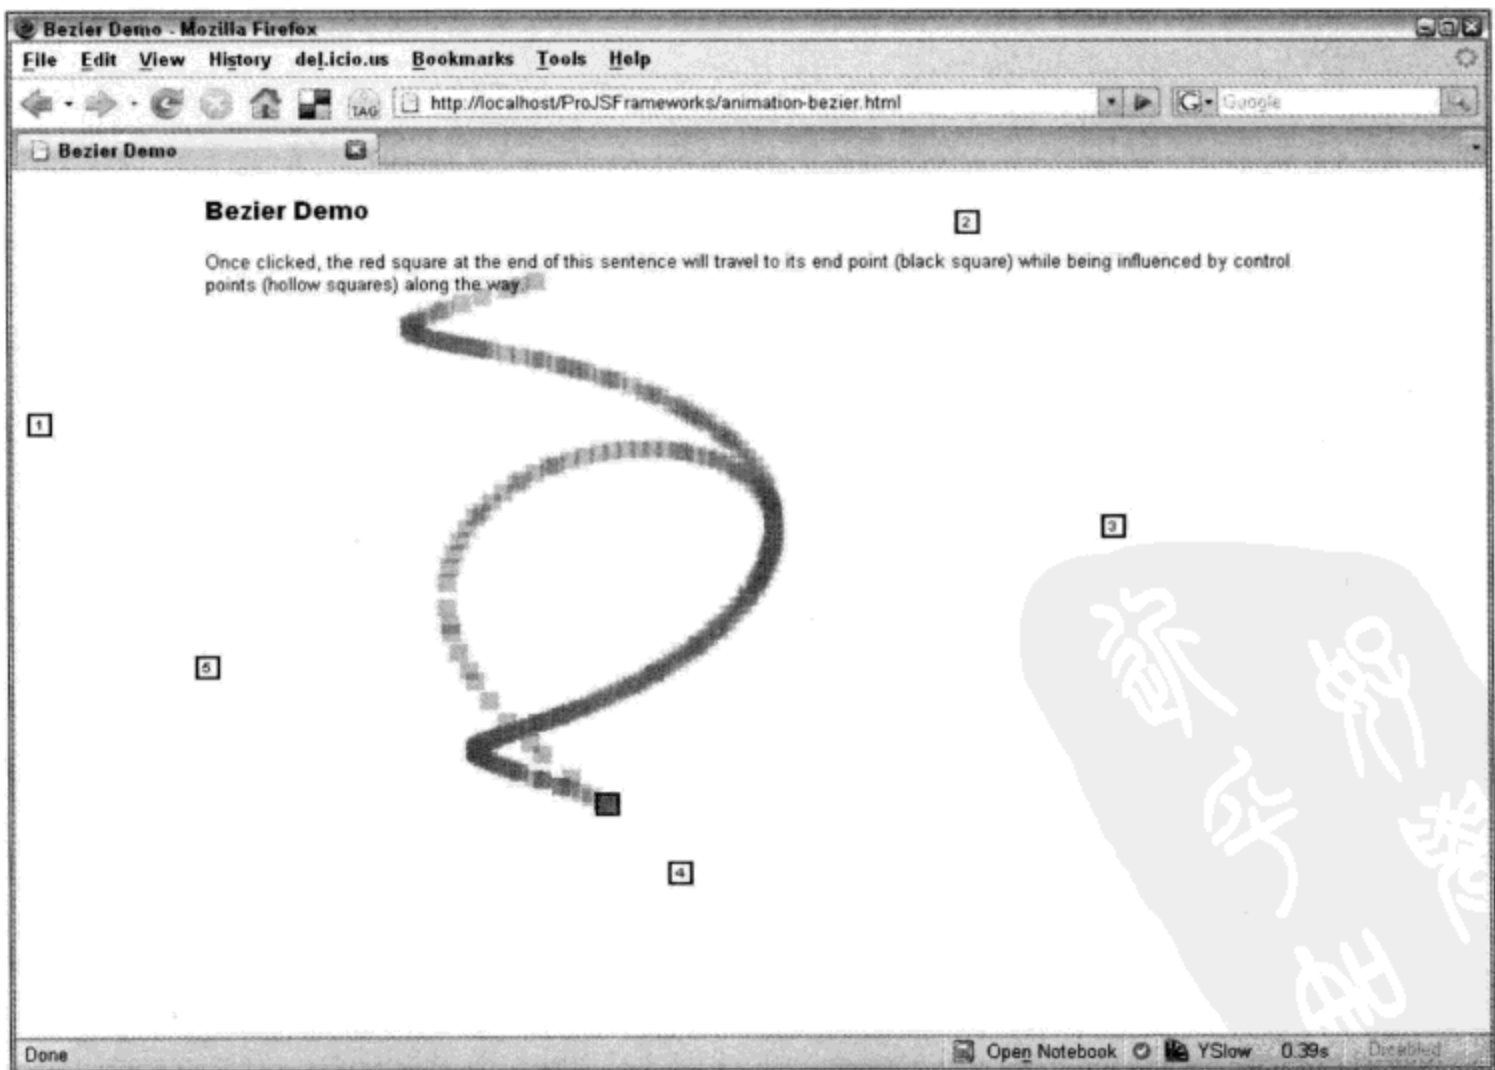 Bezier Demo - Mozilla Firefox
File Edit View History del.icio.us Bookmarks Tools Help
TAG http://localhost/ProJSFrameworks/animation-bezier.html G Google
Bezier Demo
Bezier Demo
2
Once clicked, the red square at the end of this sentence will travel to its end point (black square) while being influenced by control
points (hollow squares) along the way.
1
3
5
4
Done Open Notebook YSlow 0.39s Disabled